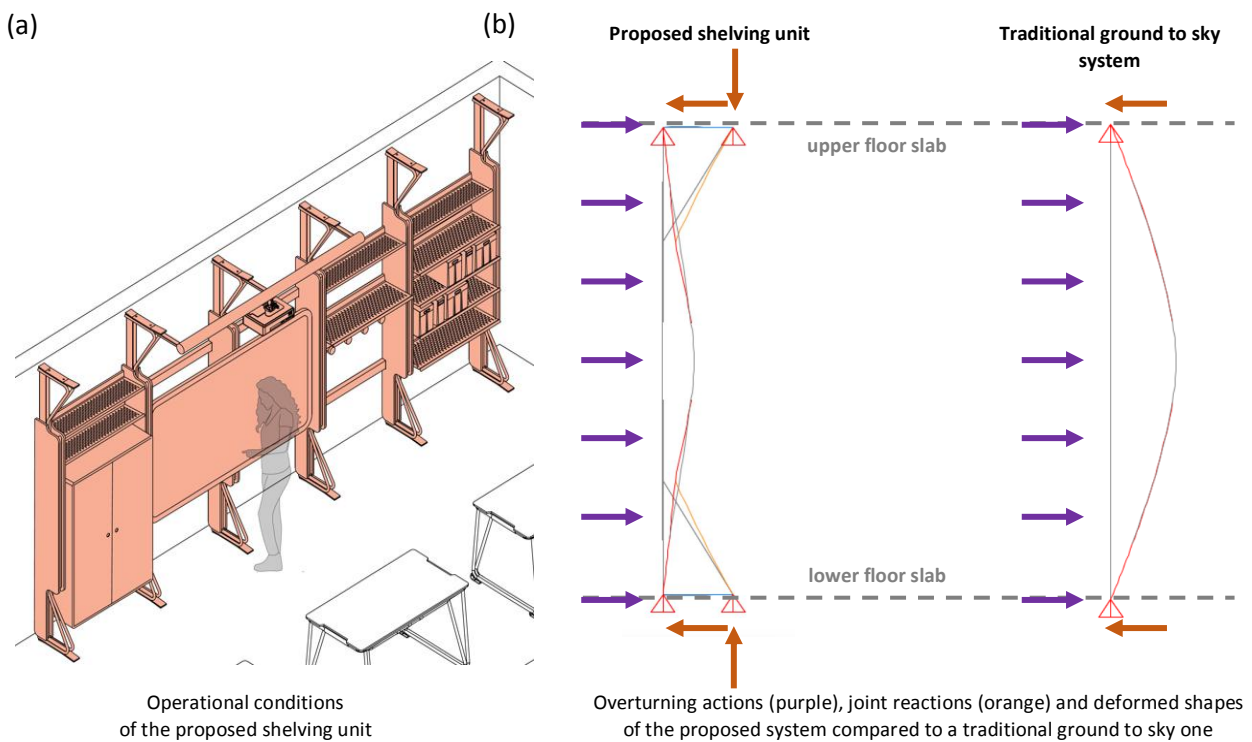 (a)
Operational conditions
of the proposed shelving unit
(b)
Proposed shelving unit
Traditional ground to sky
system
upper floor slab
lower floor slab
Overturning actions (purple), joint reactions (orange) and deformed shapes
of the proposed system compared to a traditional ground to sky one